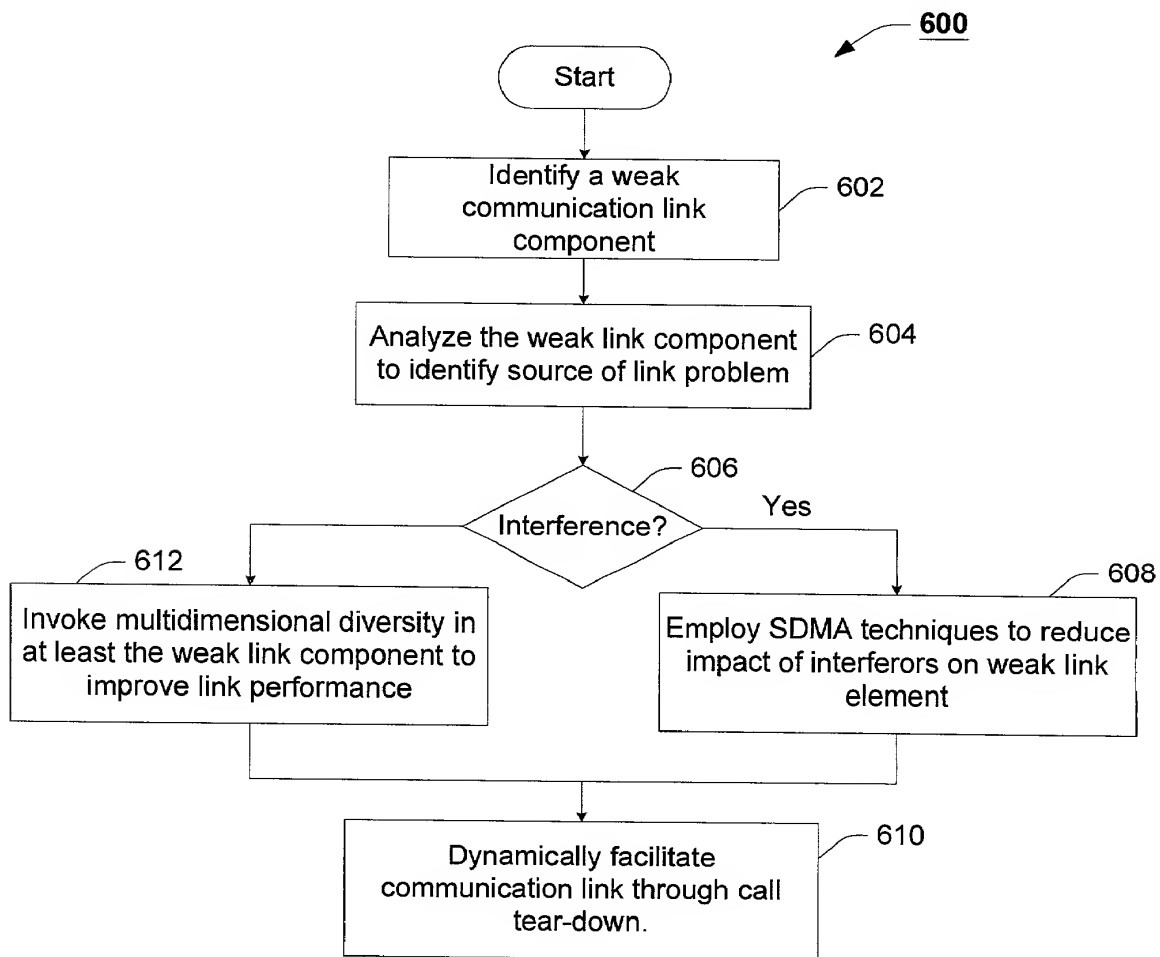 600
Start
Identify a weak
communication link
component
602
Analyze the weak link component
to identify source of link problem
604
606
Interference?
Yes
612
Invoke multidimensional diversity in
at least the weak link component to
improve link performance
608
Employ SDMA techniques to reduce
impact of interferors on weak link
element
610
Dynamically facilitate
communication link through call
tear-down.